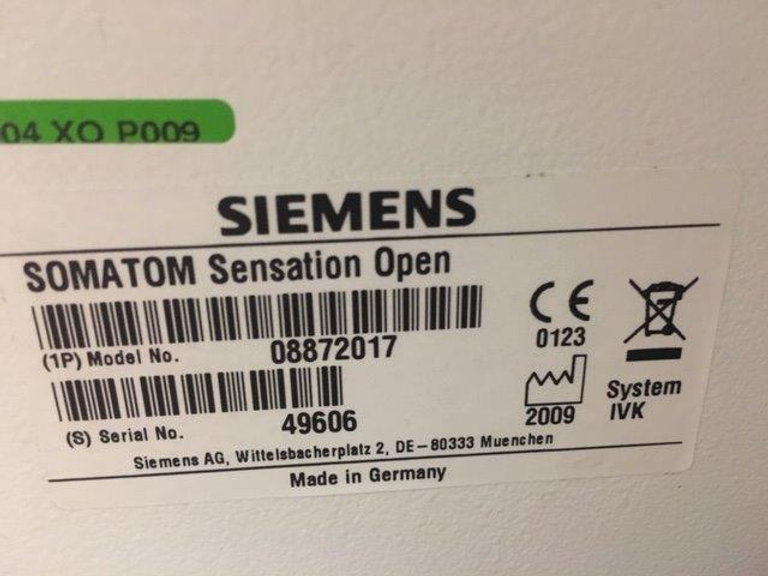 04 XO P009
SIEMENS
SOMATOM Sensation Open
(1P) Model No. 08872017
CE
0123
(S) Serial No. 49606
2009
System
IVK
Siemens AG, Wittelsbacherplatz 2, DE-80333 Muenchen
Made in Germany